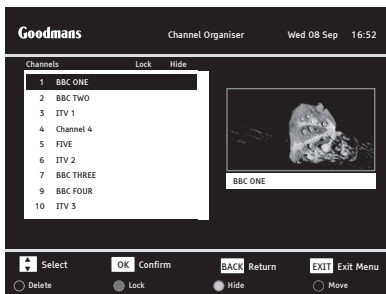 Goodmans Channel Organiser Wed 08 Sep 16:52
Channels Lock Hide
1 BBC ONE
2 BBC TWO
3 ITV 1
4 Channel 4
5 FIVE
6 ITV 2
7 BBC THREE
9 BBC FOUR
10 ITV 3
BBC ONE
Select OK Confirm BACK Return EXIT Exit Menu
Delete Lock Hide Move